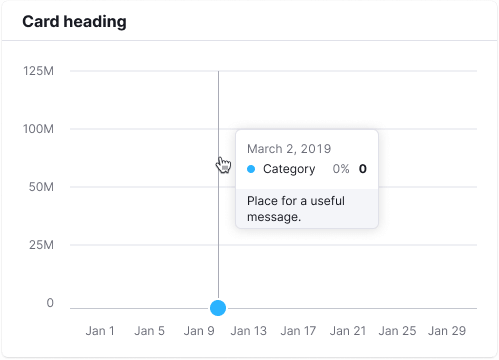 Card heading
125M
100M
50M
25M
0
March 2, 2019
Category 0% 0
Place for a useful
message.
Jan 1 Jan 5 Jan 9 Jan 13 Jan 17 Jan 21 Jan 25 Jan 29